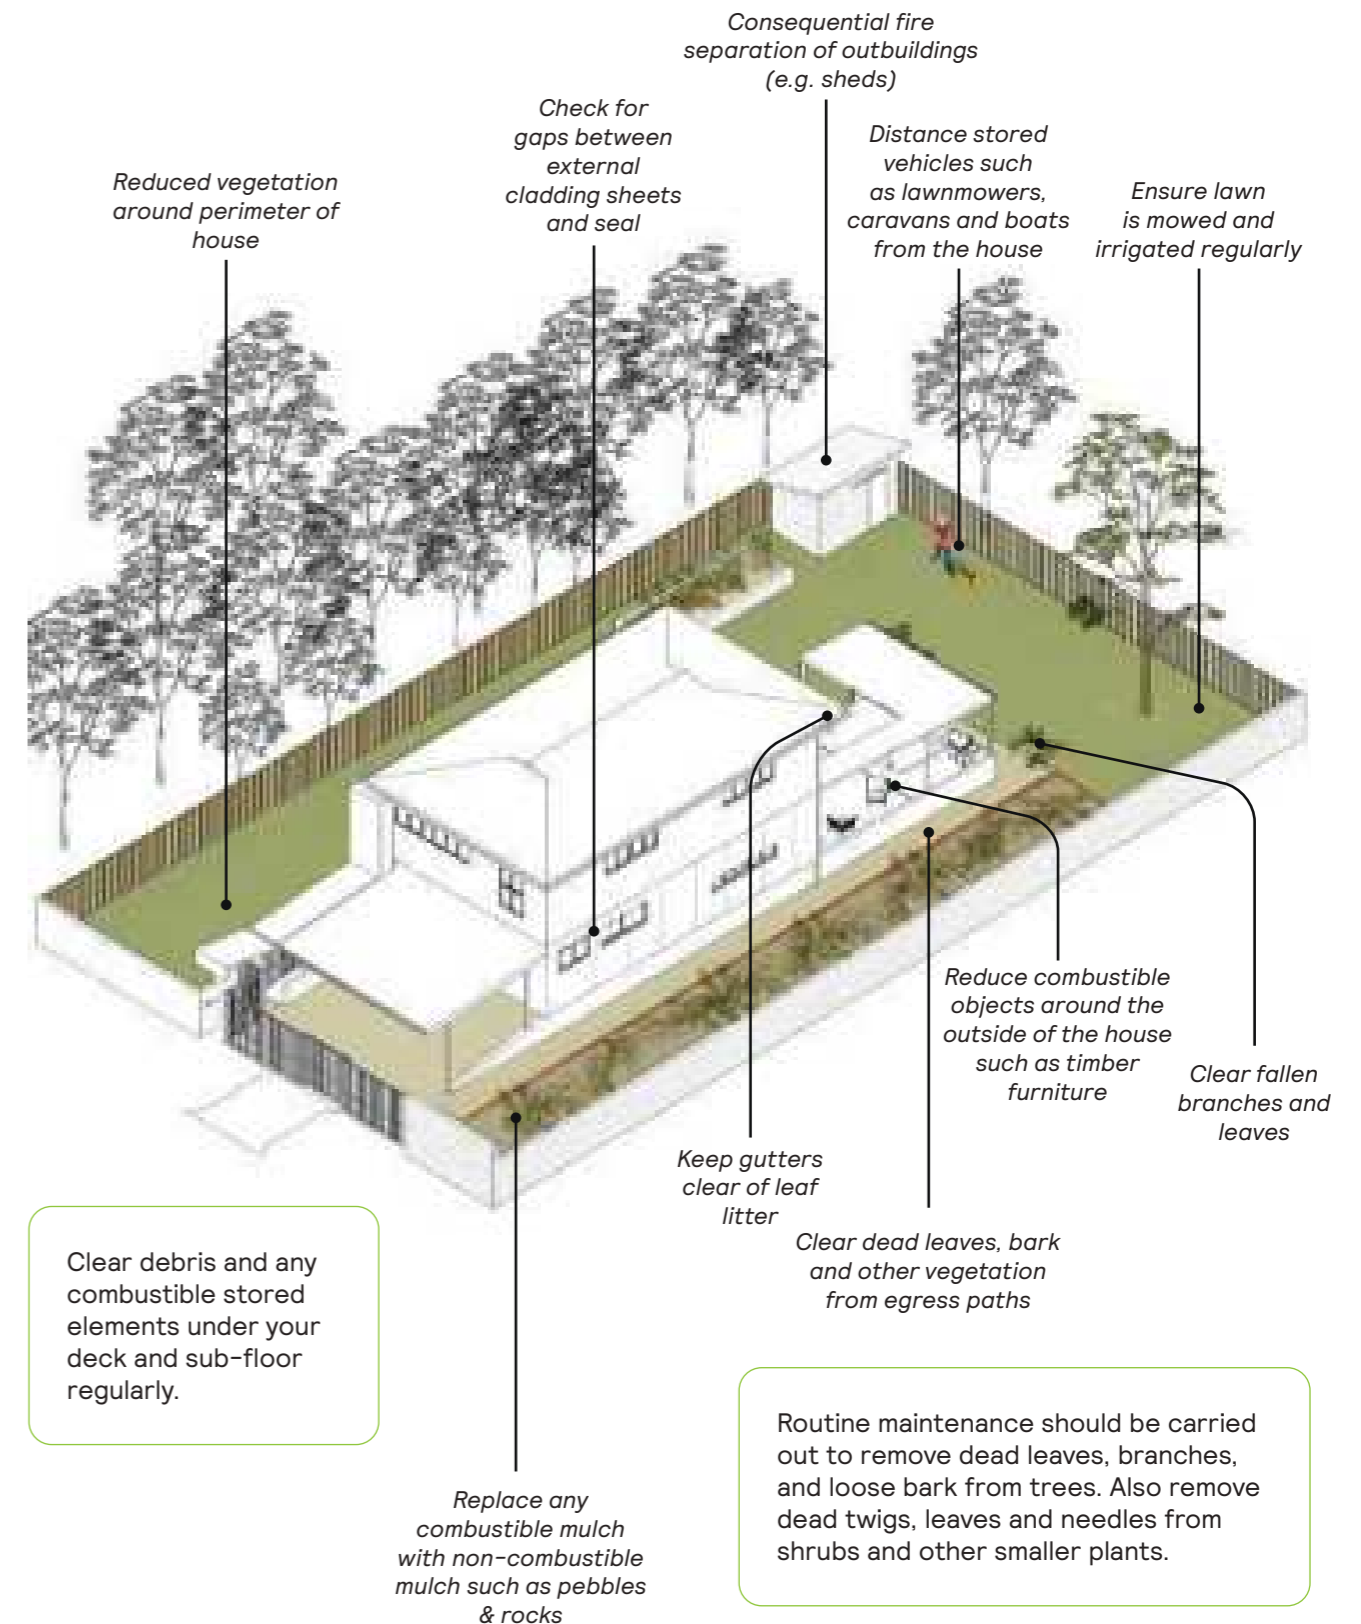 Consequential fire
separation of outbuildings
(e.g. sheds)
Check for
gaps between
external
cladding sheets
and seal
Distance stored
vehicles such
as lawnmowers,
caravans and boats
from the house
Reduced vegetation
around perimeter of
house
Ensure lawn
is mowed and
irrigated regularly
Reduce combustible
objects around the
outside of the house
such as timber
furniture
Clear fallen
branches and
leaves
Keep gutters
clear of leaf
litter
Clear dead leaves, bark
and other vegetation
from egress paths
Clear debris and any
combustible stored
elements under your
deck and sub-floor
regularly.
Routine maintenance should be carried
out to remove dead leaves, branches,
and loose bark from trees. Also remove
dead twigs, leaves and needles from
shrubs and other smaller plants.
Replace any
combustible mulch
with non-combustible
mulch such as pebbles
& rocks